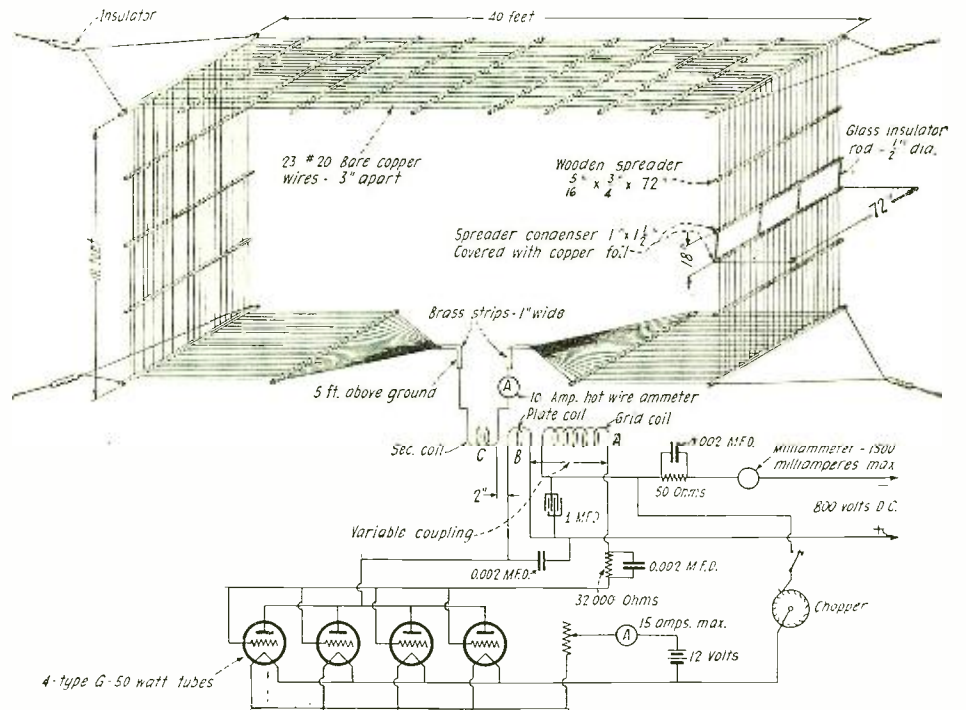 Insulator
40 feet
23 #20 Bare copper
wires - 3" apart
Wooden spreader
5/16" x 3/4" x 72"
Glass insulator
rod - 1/2" dia.
72"
Spreader condenser 1" x 1 1/2"
Covered with copper foil
18"
Brass strips - 1" wide
5 ft. above ground
A
10 Amp. hot wire ammeter
Plate coil
Grid coil
Sec. coil
C
B
A
2"
Variable coupling
.002 M.F.D.
50 Ohms
Milliammeter - 1500
milliamperes max
−
800 volts D.C.
+
1 M.F.D
0.002 M.F.D.
0.002 M.F.D.
32000 Ohms
Chopper
15 amps. max.
A
12 Volts
4-type G-50 watt tubes